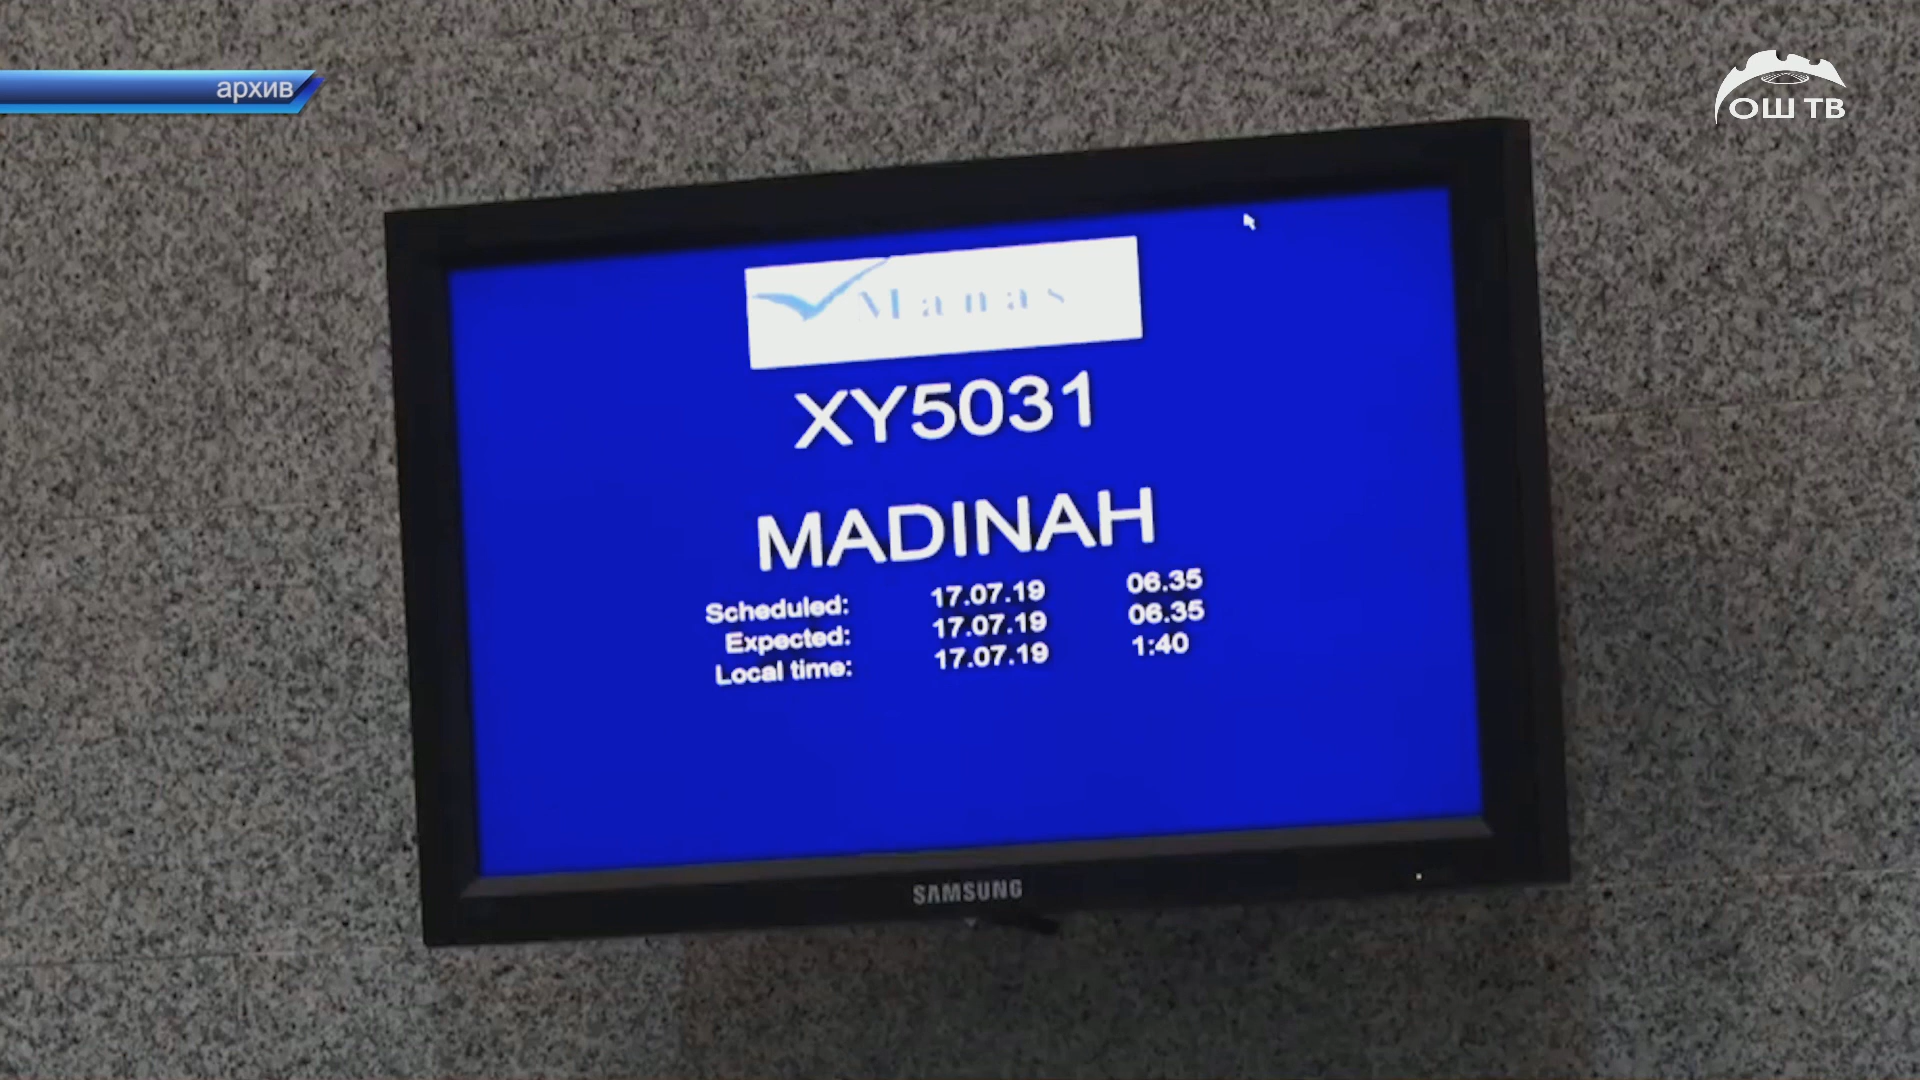 архив
ОШ ТВ
Manas
XY5031
MADINAH
Scheduled: 17.07.19 06.35
Expected: 17.07.19 06.35
Local time: 17.07.19 1:40
SAMSUNG